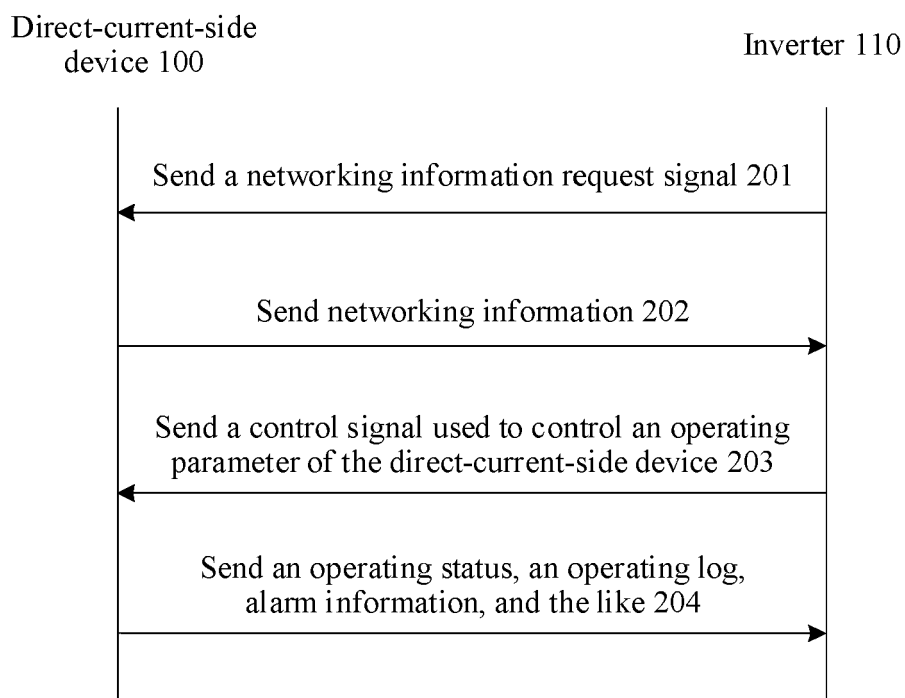 Direct-current-side
device 100
Inverter 110
Send a networking information request signal 201
Send networking information 202
Send a control signal used to control an operating
parameter of the direct-current-side device 203
Send an operating status, an operating log,
alarm information, and the like 204